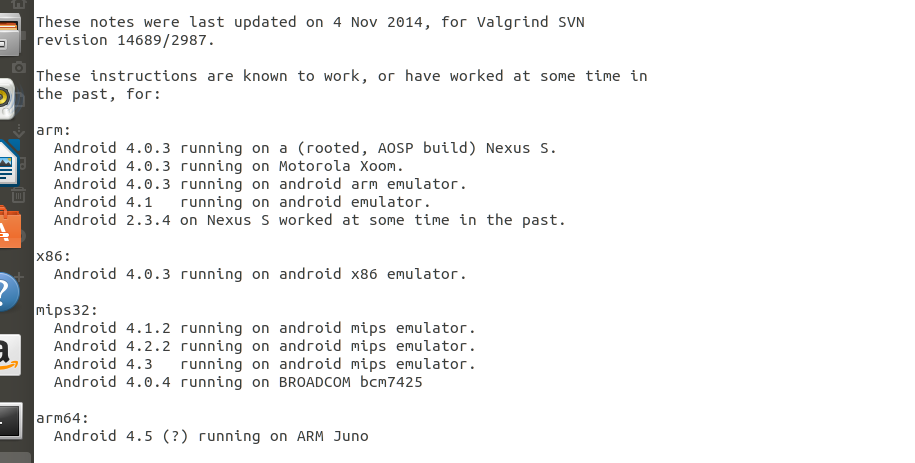 These notes were last updated on 4 Nov 2014, for Valgrind SVN
revision 14689/2987.
These instructions are known to work, or have worked at some time in
the past, for:
arm:
Android 4.0.3 running on a (rooted, AOSP build) Nexus S.
Android 4.0.3 running on Motorola Xoom.
Android 4.0.3 running on android arm emulator.
Android 4.1   running on android emulator.
Android 2.3.4 on Nexus S worked at some time in the past.
x86:
Android 4.0.3 running on android x86 emulator.
mips32:
Android 4.1.2 running on android mips emulator.
Android 4.2.2 running on android mips emulator.
Android 4.3   running on android mips emulator.
Android 4.0.4 running on BROADCOM bcm7425
arm64:
Android 4.5 (?) running on ARM Juno